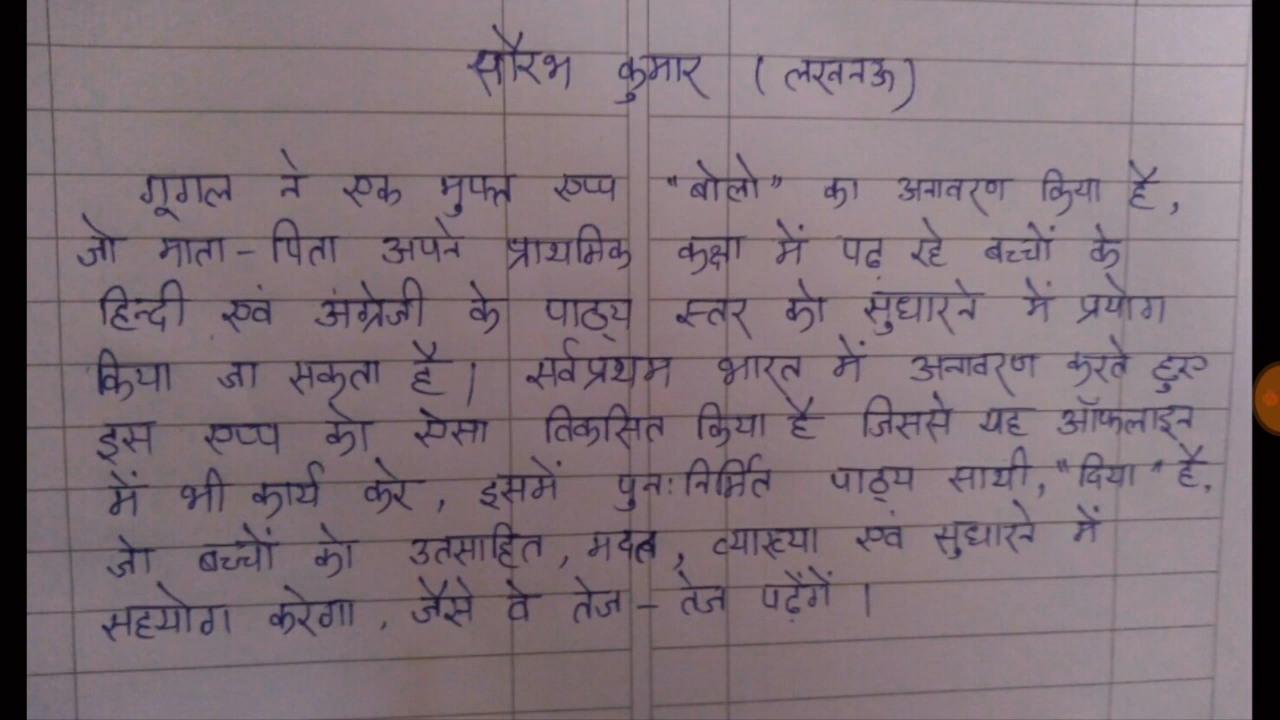 सौरभ कुमार (लखनऊ)
गूगल ने एक मुफ्त एप्प "बोलो" का अनावरण किया है,
जो माता-पिता अपने प्राथमिक कक्षा में पढ रहे बच्चों के
हिन्दी एवं अंग्रेजी के पाठ्य स्तर को सुधारने में प्रयोग
किया जा सकता है। सर्वप्रथम भारत में अनावरण करते हुए
इस एप्प को ऐसा विकसित किया है जिससे यह ऑफलाइन
में भी कार्य करे, इसमें पुन:निर्मित पाठ्य साथी, "दिया" है,
जो बच्चों को उतसाहित, मदद, व्याख्या एवं सुधारने में
सहयोग करेगा, जैसे वे तेज-तेज पढ़ेंगें।